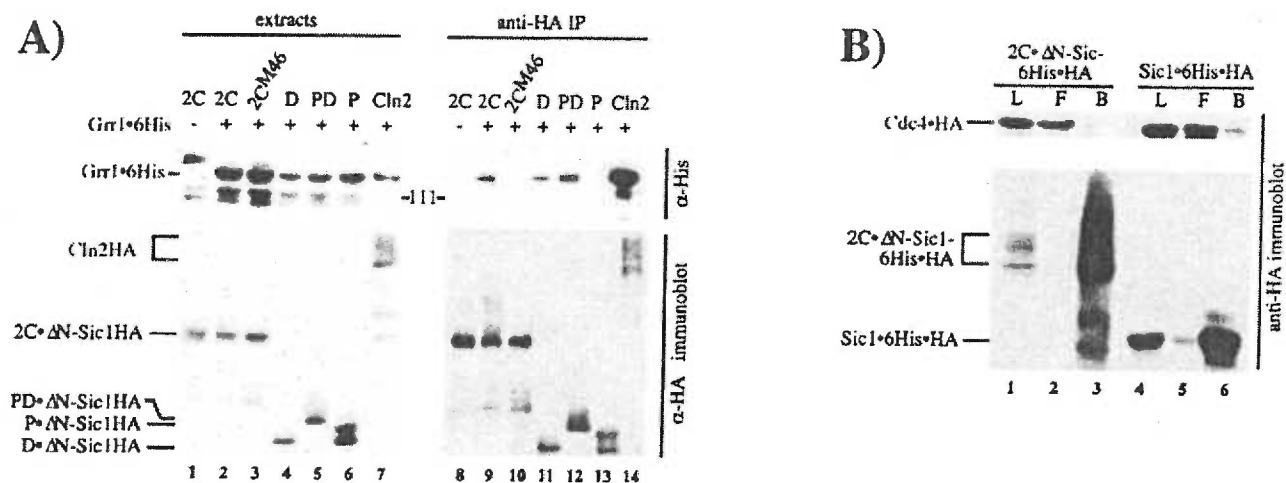 A)
extracts
anti-HA IP
2C 2C 2CM46 D PD P Cln2
2C 2C 2CM46 D PD P Cln2
Grr1•6His - + + + + + +
- + + + + + +
Grr1•6His
-111-
α-His
Cln2HA
2C•ΔN-Sic1HA
PD•ΔN-Sic1HA
P•ΔN-Sic1HA
D•ΔN-Sic1HA
α-HA immunoblot
1 2 3 4 5 6 7
8 9 10 11 12 13 14
B)
2C•ΔN-Sic-
6His•HA
Sic1•6His•HA
L F B
L F B
Cdc4•HA
2C•ΔN-Sic1-
6His•HA
Sic1•6His•HA
anti-HA immunoblot
1 2 3 4 5 6